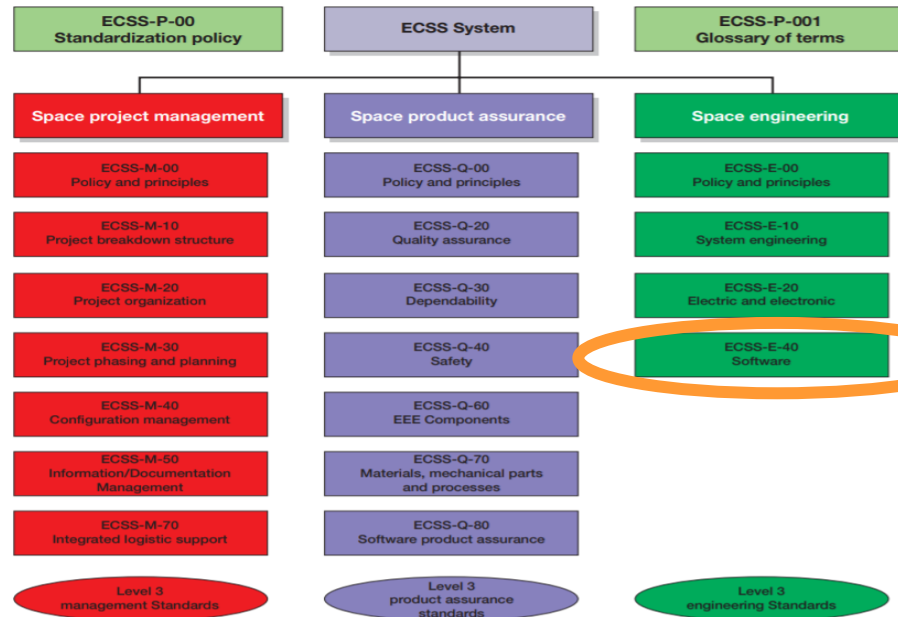 ECSS-P-00
Standardization policy
ECSS System
ECSS-P-001
Glossary of terms
Space project management
Space product assurance
Space engineering
ECSS-M-00
Policy and principles
ECSS-Q-00
Policy and principles
ECSS-E-00
Policy and principles
ECSS-M-10
Project breakdown structure
ECSS-Q-20
Quality assurance
ECSS-E-10
System engineering
ECSS-M-20
Project organization
ECSS-Q-30
Dependability
ECSS-E-20
Electric and electronic
ECSS-M-30
Project phasing and planning
ECSS-Q-40
Safety
ECSS-E-40
Software
ECSS-M-40
Configuration management
ECSS-Q-60
EEE Components
ECSS-M-50
Information/Documentation
Management
ECSS-Q-70
Materials, mechanical parts
and processes
ECSS-M-70
Integrated logistic support
ECSS-Q-80
Software product assurance
Level 3
management Standards
Level 3
product assurance
standards
Level 3
engineering Standards